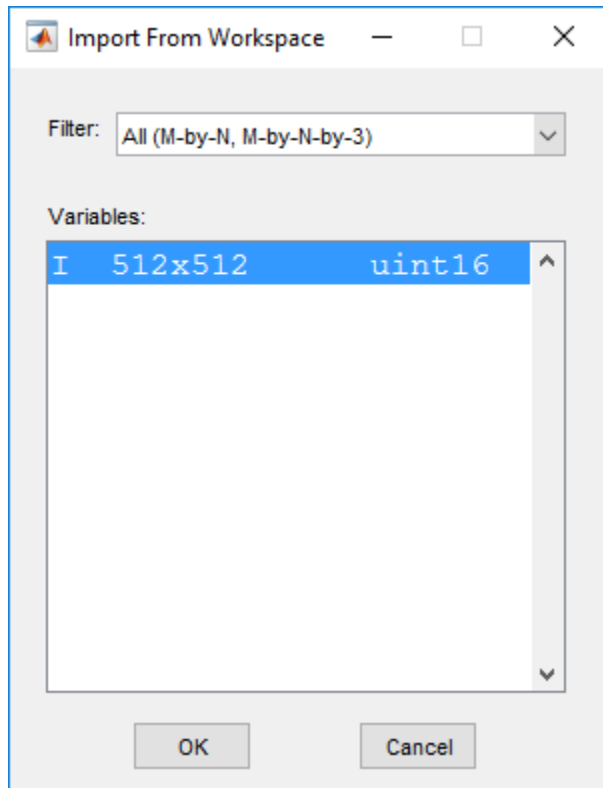 Import From Workspace
Filter: All (M-by-N, M-by-N-by-3)
Variables:
I 512x512 uint16
OK Cancel